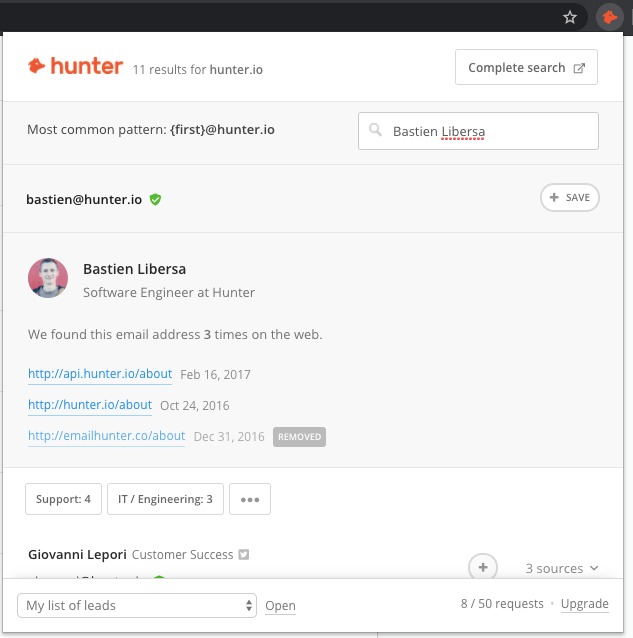 hunter 11 results for hunter.io Complete search
Most common pattern: {first}@hunter.io Bastien Libersa
bastien@hunter.io + SAVE
Bastien Libersa
Software Engineer at Hunter
We found this email address 3 times on the web.
http://api.hunter.io/about Feb 16, 2017
http://hunter.io/about Oct 24, 2016
http://emailhunter.co/about Dec 31, 2016 REMOVED
Support: 4 IT / Engineering: 3 •••
Giovanni Lepori Customer Success + 3 sources
My list of leads Open 8 / 50 requests • Upgrade